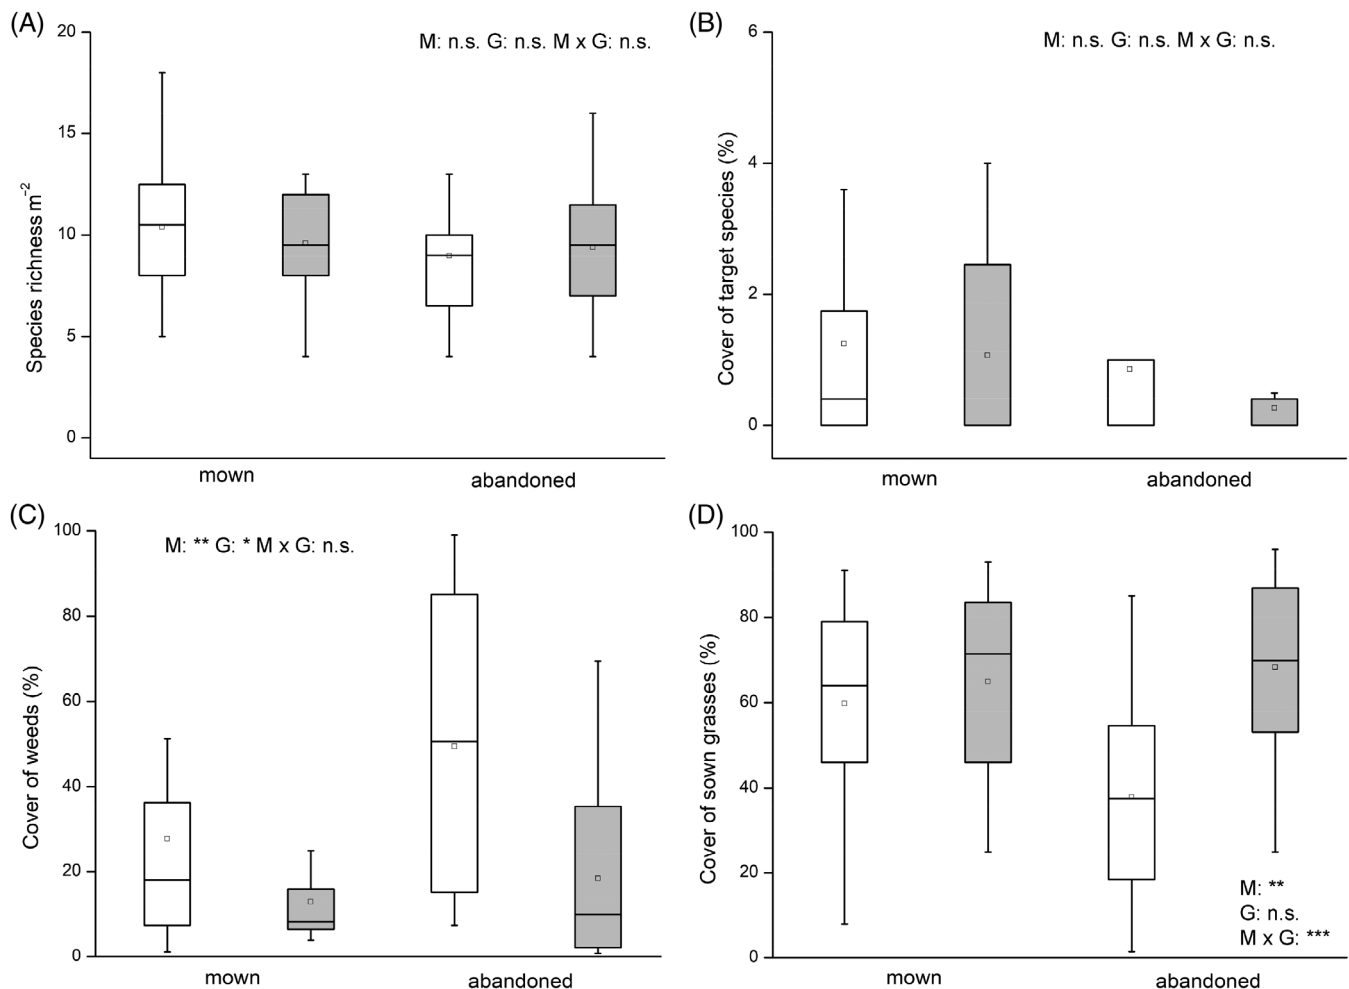 (A)
20
15
10
5
0
Species richness m⁻²
M: n.s. G: n.s. M x G: n.s.
mown
abandoned
(B)
6
4
2
0
Cover of target species (%)
M: n.s. G: n.s. M x G: n.s.
mown
abandoned
(C)
100
80
60
40
20
0
Cover of weeds (%)
M: ** G: * M x G: n.s.
mown
abandoned
(D)
100
80
60
40
20
0
Cover of sown grasses (%)
M: **
G: n.s.
M x G: ***
mown
abandoned